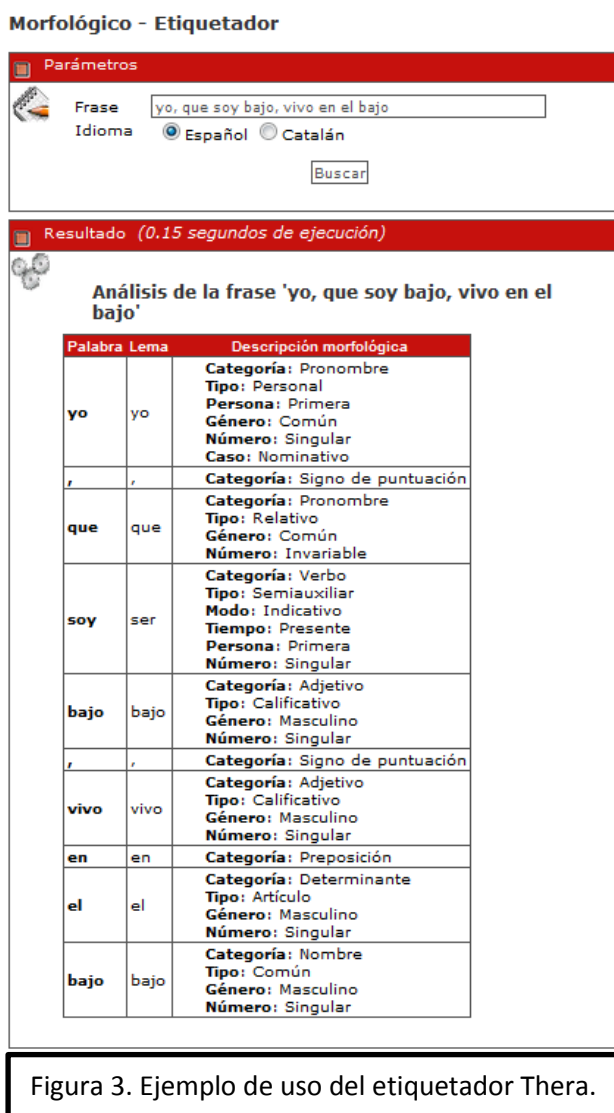 Morfológico - Etiquetador
Parámetros
Frase yo, que soy bajo, vivo en el bajo
Idioma Español Catalán
Buscar
Resultado (0.15 segundos de ejecución)
Análisis de la frase 'yo, que soy bajo, vivo en el
bajo'
Palabra Lema Descripción morfológica
yo yo Categoría: Pronombre
Tipo: Personal
Persona: Primera
Género: Común
Número: Singular
Caso: Nominativo
, , Categoría: Signo de puntuación
que que Categoría: Pronombre
Tipo: Relativo
Género: Común
Número: Invariable
soy ser Categoría: Verbo
Tipo: Semiauxiliar
Modo: Indicativo
Tiempo: Presente
Persona: Primera
Número: Singular
bajo bajo Categoría: Adjetivo
Tipo: Calificativo
Género: Masculino
Número: Singular
, , Categoría: Signo de puntuación
vivo vivo Categoría: Adjetivo
Tipo: Calificativo
Género: Masculino
Número: Singular
en en Categoría: Preposición
el el Categoría: Determinante
Tipo: Artículo
Género: Masculino
Número: Singular
bajo bajo Categoría: Nombre
Tipo: Común
Género: Masculino
Número: Singular
Figura 3. Ejemplo de uso del etiquetador Thera.